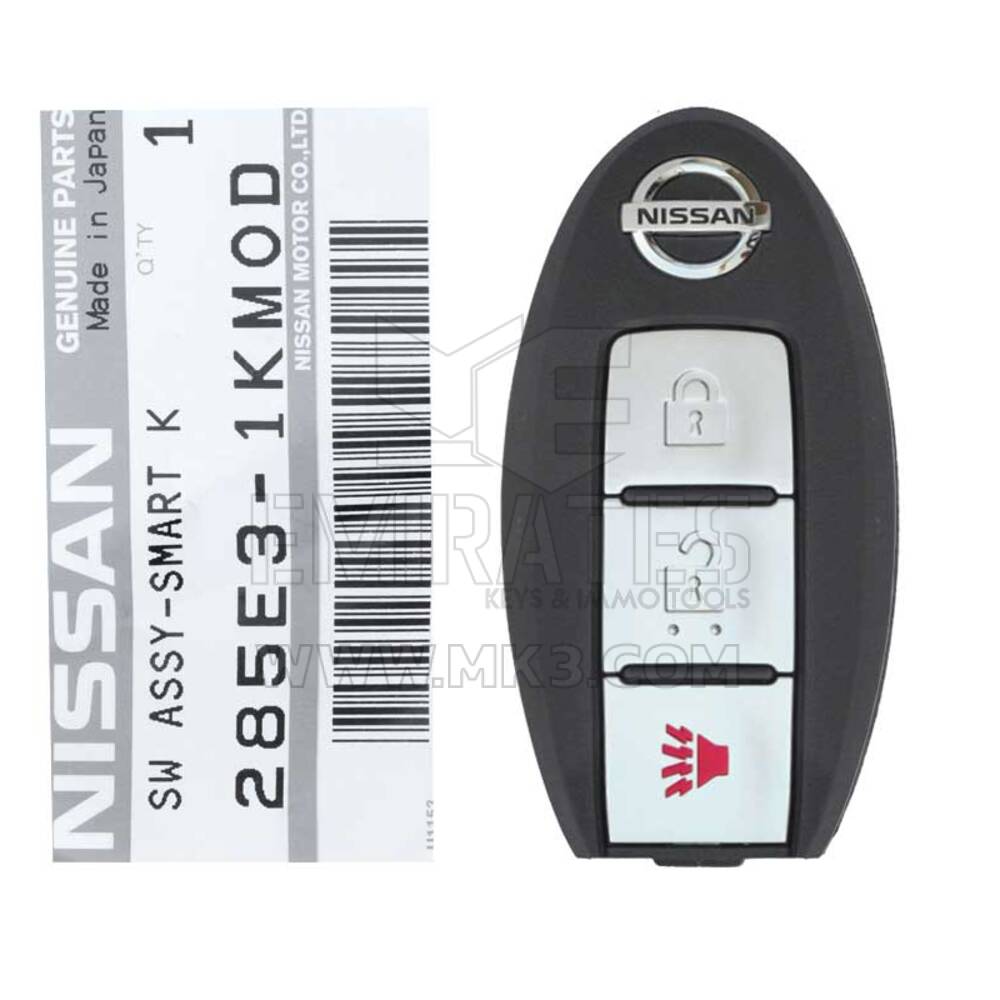 GENUINE PARTS
Made in Japan
Q'TY
1
NISSAN
SW ASSY-SMART K
285E3-1KM0D
NISSAN MOTOR CO.,LTD
NISSAN
EMIRATES
KEYS & IMMO TOOLS
WWW.MK3.COM